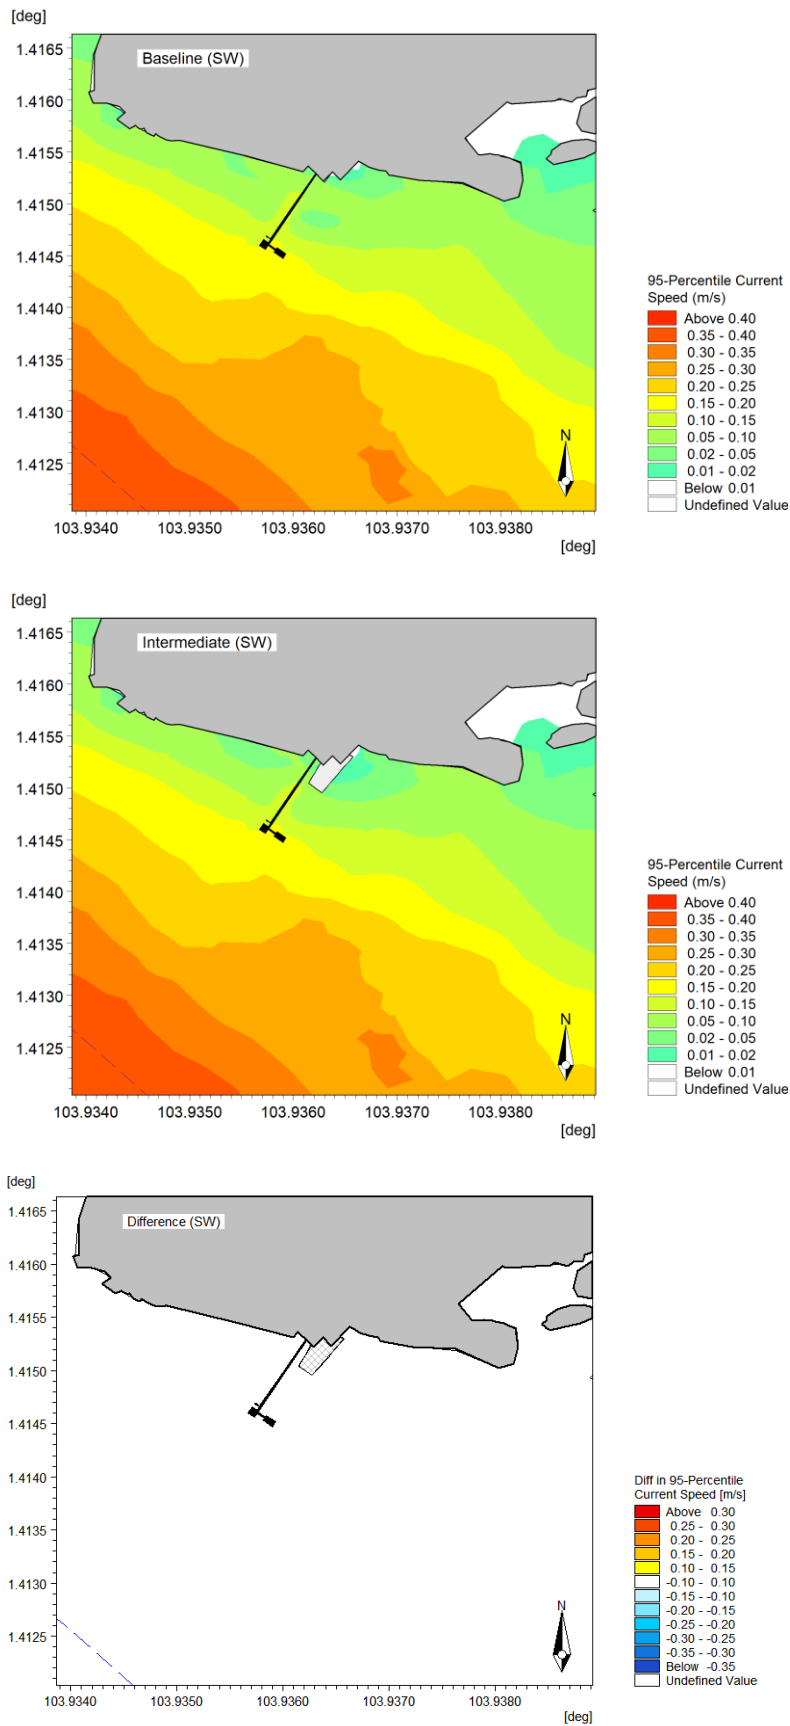 [deg]
Baseline (SW)
1.4165
1.4160
1.4155
1.4150
1.4145
1.4140
1.4135
1.4130
1.4125
N
103.9340 103.9350 103.9360 103.9370 103.9380
[deg]
95-Percentile Current
Speed (m/s)
Above 0.40
0.35 - 0.40
0.30 - 0.35
0.25 - 0.30
0.20 - 0.25
0.15 - 0.20
0.10 - 0.15
0.05 - 0.10
0.02 - 0.05
0.01 - 0.02
Below 0.01
Undefined Value
[deg]
Intermediate (SW)
1.4165
1.4160
1.4155
1.4150
1.4145
1.4140
1.4135
1.4130
1.4125
N
103.9340 103.9350 103.9360 103.9370 103.9380
[deg]
95-Percentile Current
Speed (m/s)
Above 0.40
0.35 - 0.40
0.30 - 0.35
0.25 - 0.30
0.20 - 0.25
0.15 - 0.20
0.10 - 0.15
0.05 - 0.10
0.02 - 0.05
0.01 - 0.02
Below 0.01
Undefined Value
[deg]
Difference (SW)
1.4165
1.4160
1.4155
1.4150
1.4145
1.4140
1.4135
1.4130
1.4125
N
103.9340 103.9350 103.9360 103.9370 103.9380
[deg]
Diff in 95-Percentile
Current Speed [m/s]
Above 0.30
0.25 - 0.30
0.20 - 0.25
0.15 - 0.20
0.10 - 0.15
-0.10 - 0.10
-0.15 - -0.10
-0.20 - -0.15
-0.25 - -0.20
-0.30 - -0.25
-0.35 - -0.30
Below -0.35
Undefined Value